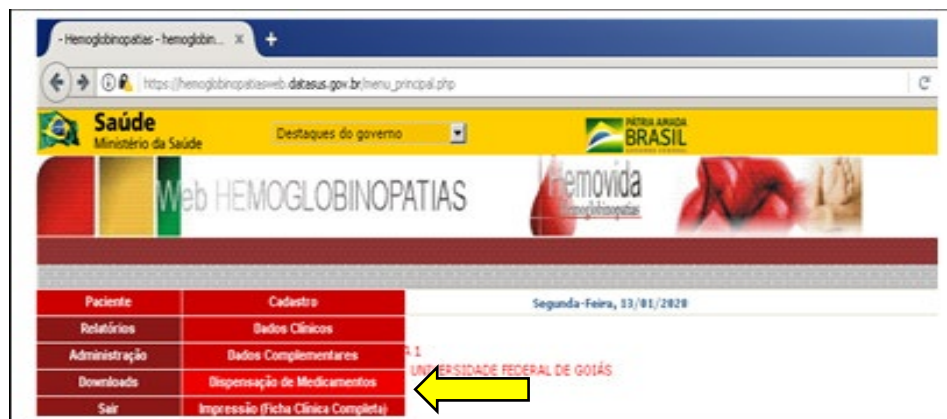 - Hemoglobinopatias - hemoglobin... x +
https://hemoglobinopatiasweb.datasus.gov.br/menu_principal.php
Saúde
Ministério da Saúde
Destaques do governo
PÁTRIA AMADA
BRASIL
Web HEMOGLOBINOPATIAS
Hemovida
Hemoglobinopatias
Paciente Cadastro Segunda-Feira, 13/01/2020
Relatórios Dados Clínicos
Administração Dados Complementares A 1
Downloads Dispensação de Medicamentos UNIVERSIDADE FEDERAL DE GOIÁS
Sair Impressão (Ficha Clínica Completa)